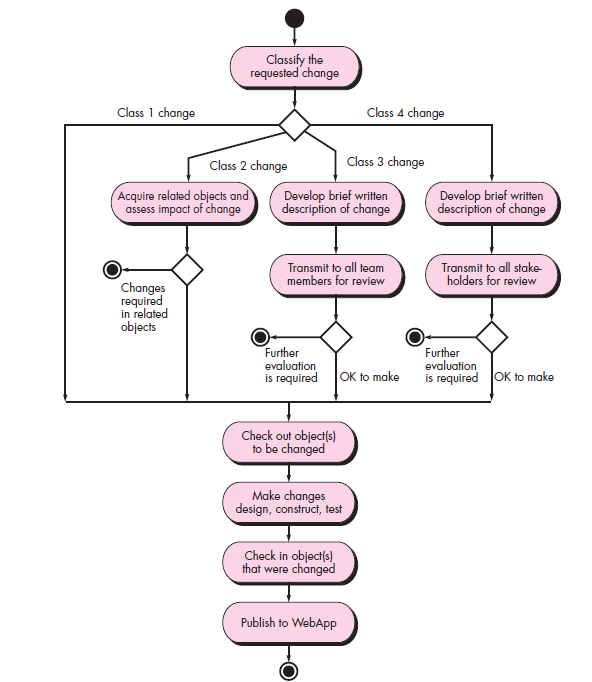 Classify the
requested change
Class 1 change
Class 4 change
Class 2 change
Class 3 change
Acquire related objects and
assess impact of change
Develop brief written
description of change
Develop brief written
description of change
Transmit to all team
members for review
Transmit to all stake-
holders for review
Changes
required
in related
objects
Further
evaluation
is required
OK to make
Further
evaluation
is required
OK to make
Check out object(s)
to be changed
Make changes
design, construct, test
Check in object(s)
that were changed
Publish to WebApp